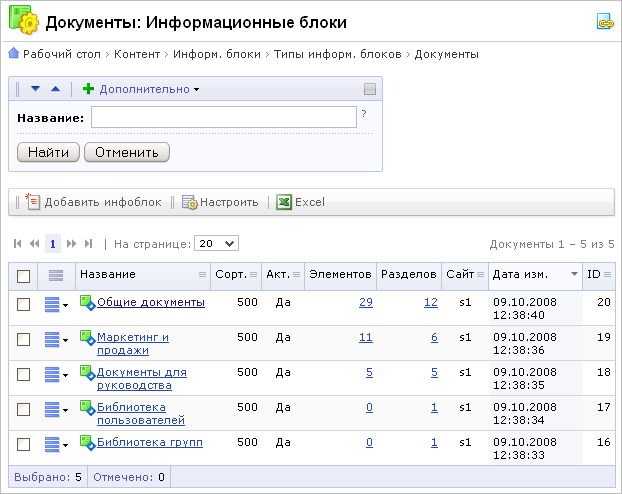 Документы: Информационные блоки
Рабочий стол › Контент › Информ. блоки › Типы информ. блоков › Документы
Дополнительно
Название: ?
Найти Отменить
Добавить инфоблок Настроить Excel
1 На странице: 20 Документы 1 – 5 из 5
Название Сорт. Акт. Элементов Разделов Сайт Дата изм. ID
Общие документы 500 Да 29 12 s1 09.10.2008 20
12:38:40
Маркетинг и 500 Да 11 6 s1 09.10.2008 19
продажи 12:38:36
Документы для 500 Да 5 5 s1 09.10.2008 18
руководства 12:38:35
Библиотека 500 Да 0 1 s1 09.10.2008 17
пользователей 12:38:34
Библиотека групп 500 Да 0 1 s1 09.10.2008 16
12:38:33
Выбрано: 5 Отмечено: 0